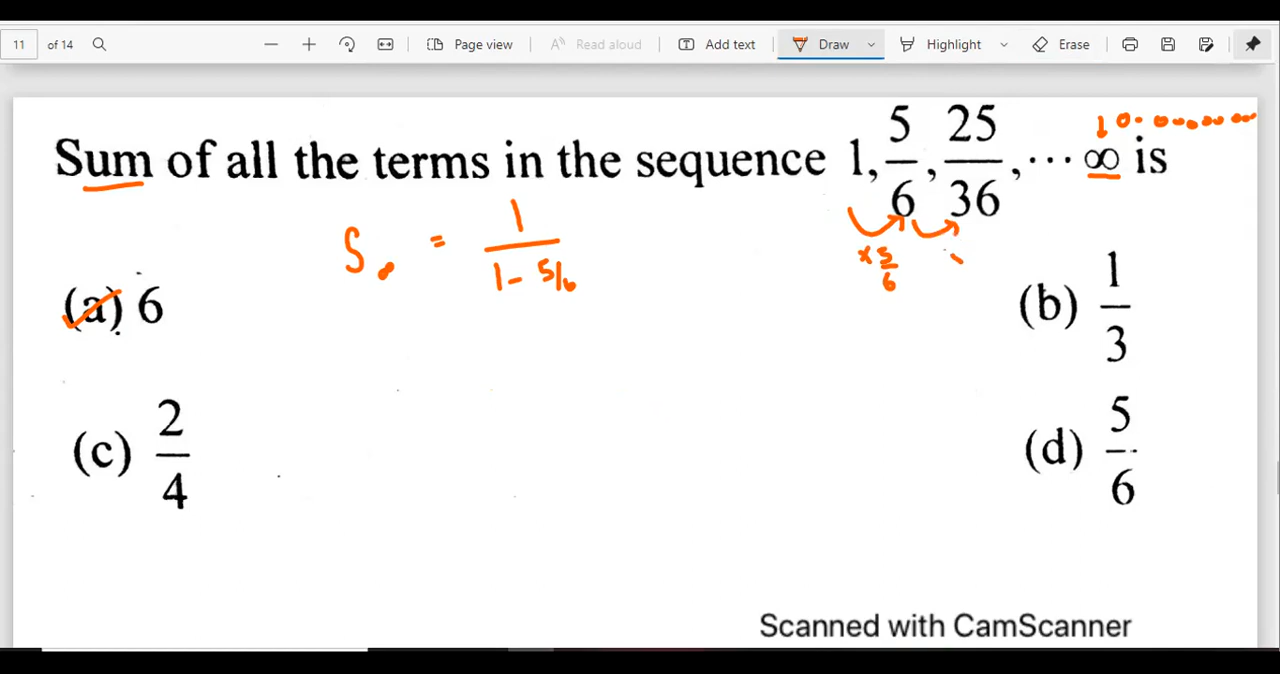 11 of 14 Page view Read aloud Add text Draw Highlight Erase
Sum of all the terms in the sequence 1, 5/6, 25/36, ⋯ ∞ is
S∞ = 1/(1 - 5/6)
× 5/6
(a) 6
(b) 1/3
(c) 2/4
(d) 5/6
Scanned with CamScanner